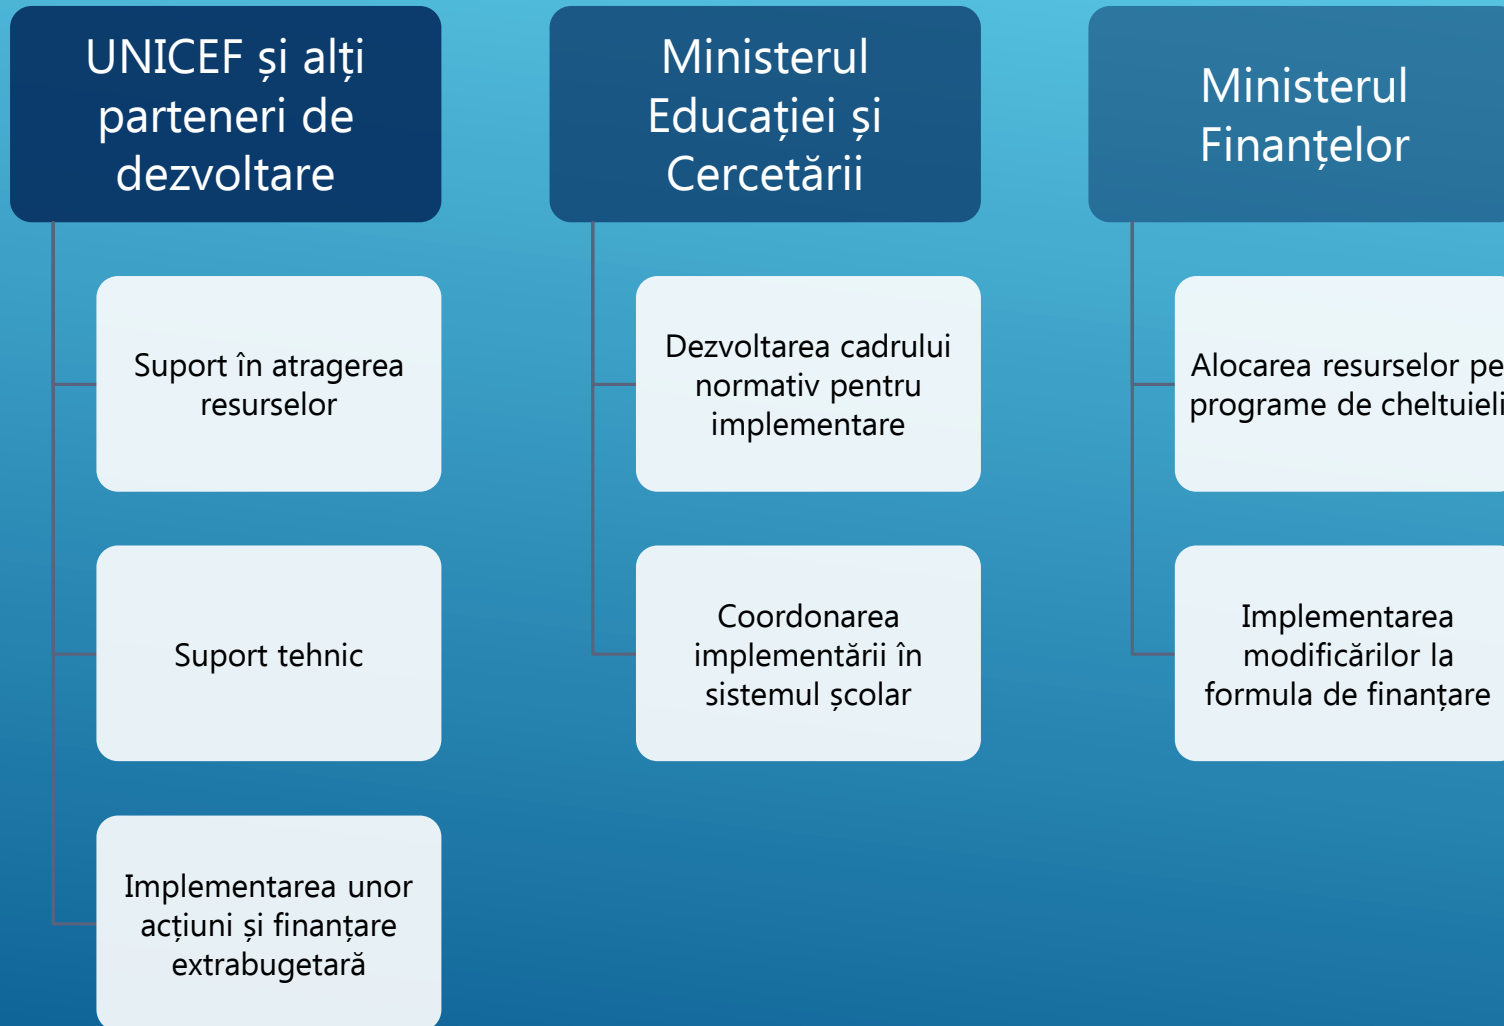 UNICEF și alți
parteneri de
dezvoltare
Suport în atragerea
resurselor
Suport tehnic
Implementarea unor
acțiuni și finanțare
extrabugetară
Ministerul
Educației și
Cercetării
Dezvoltarea cadrului
normativ pentru
implementare
Coordonarea
implementării în
sistemul școlar
Ministerul
Finanțelor
Alocarea resurselor pe
programe de cheltuieli
Implementarea
modificărilor la
formula de finanțare